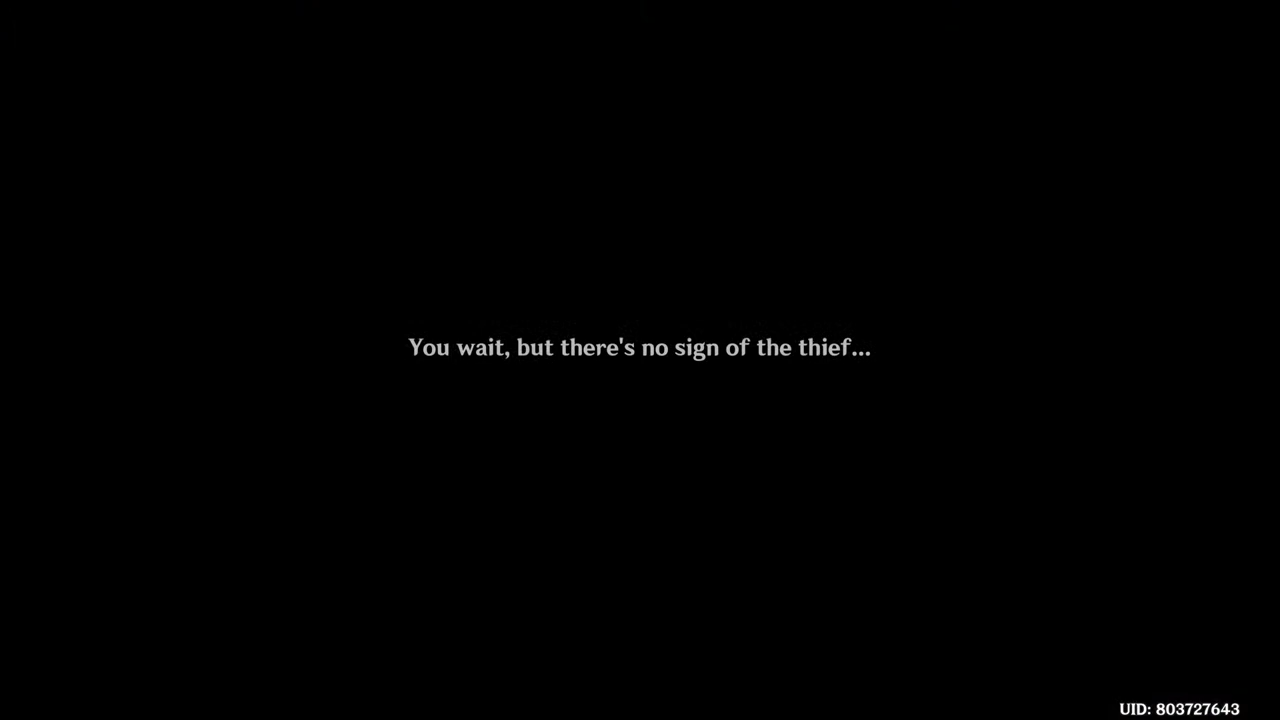 You wait, but there's no sign of the thief...
UID: 803727643